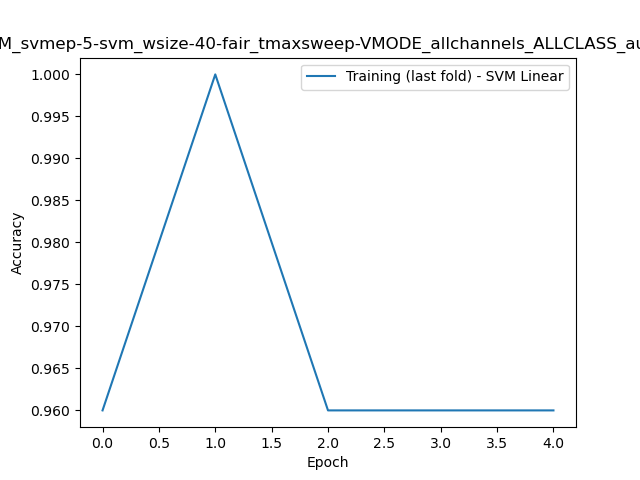 M_svmep-5-svm_wsize-40-fair_tmaxsweep-VMODE_allchannels_ALLCLASS_au
Training (last fold) - SVM Linear
1.000
0.995
0.990
0.985
0.980
0.975
0.970
0.965
0.960
Accuracy
0.0 0.5 1.0 1.5 2.0 2.5 3.0 3.5 4.0
Epoch